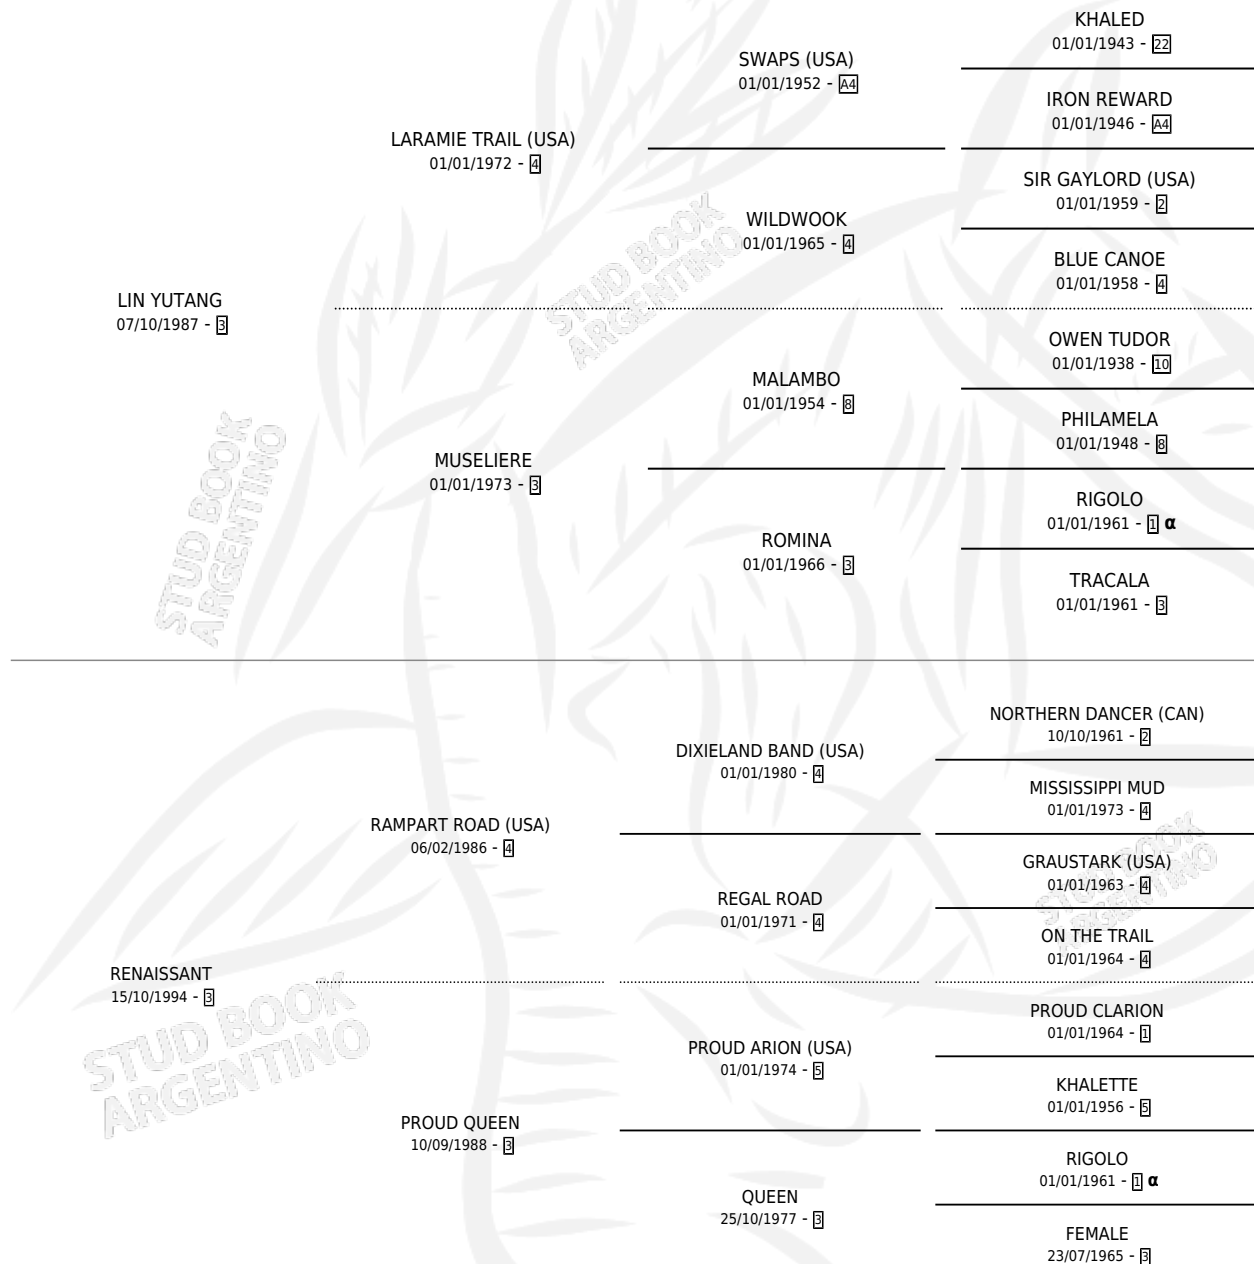 KHALED
01/01/1943 - 22
SWAPS (USA)
01/01/1952 - A4
IRON REWARD
01/01/1946 - A4
LARAMIE TRAIL (USA)
01/01/1972 - 4
SIR GAYLORD (USA)
01/01/1959 - 2
WILDWOOK
01/01/1965 - 4
BLUE CANOE
01/01/1958 - 4
LIN YUTANG
07/10/1987 - 3
OWEN TUDOR
01/01/1938 - 10
MALAMBO
01/01/1954 - 8
PHILAMELA
01/01/1948 - 8
MUSELIERE
01/01/1973 - 3
RIGOLO
01/01/1961 - 1 α
ROMINA
01/01/1966 - 3
TRACALA
01/01/1961 - 3
NORTHERN DANCER (CAN)
10/10/1961 - 2
DIXIELAND BAND (USA)
01/01/1980 - 4
MISSISSIPPI MUD
01/01/1973 - 4
RAMPART ROAD (USA)
06/02/1986 - 4
GRAUSTARK (USA)
01/01/1963 - 4
REGAL ROAD
01/01/1971 - 4
ON THE TRAIL
01/01/1964 - 4
RENAISSANT
15/10/1994 - 3
PROUD CLARION
01/01/1964 - 1
PROUD ARION (USA)
01/01/1974 - 5
KHALETTE
01/01/1956 - 5
PROUD QUEEN
10/09/1988 - 3
RIGOLO
01/01/1961 - 1 α
QUEEN
25/10/1977 - 3
FEMALE
23/07/1965 - 3
STUD BOOK
ARGENTINO
STUD BOOK
ARGENTINO
STUD BOOK
ARGENTINO
STUD BOOK
ARGENTINO